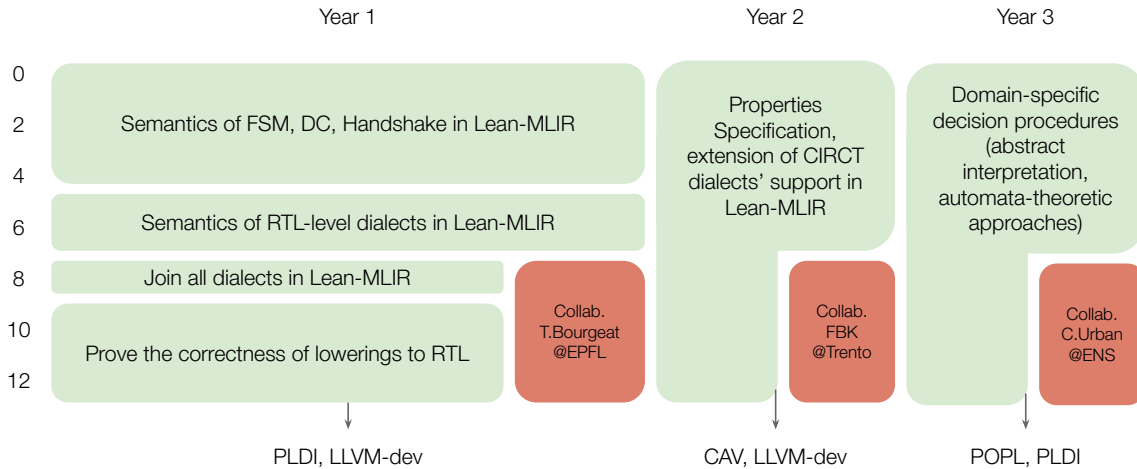 Year 1
Year 2
Year 3
0
2
4
6
8
10
12
Semantics of FSM, DC, Handshake in Lean-MLIR
Semantics of RTL-level dialects in Lean-MLIR
Join all dialects in Lean-MLIR
Prove the correctness of lowerings to RTL
Collab.
T.Bourgeat
@EPFL
Properties
Specification,
extension of CIRCT
dialects' support in
Lean-MLIR
Collab.
FBK
@Trento
Domain-specific
decision procedures
(abstract
interpretation,
automata-theoretic
approaches)
Collab.
C.Urban
@ENS
PLDI, LLVM-dev
CAV, LLVM-dev
POPL, PLDI